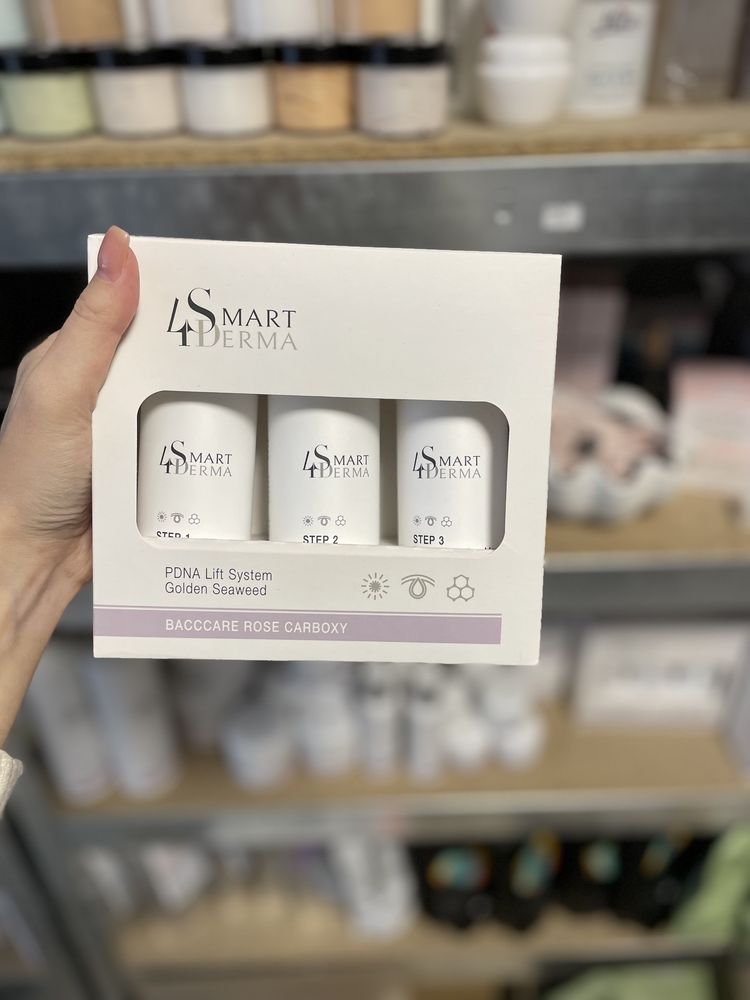 4SMART
DERMA
4SMART
DERMA
4SMART
DERMA
4SMART
DERMA
STEP 1
STEP 2
STEP 3
PDNA Lift System
Golden Seaweed
BACCCARE ROSE CARBOXY